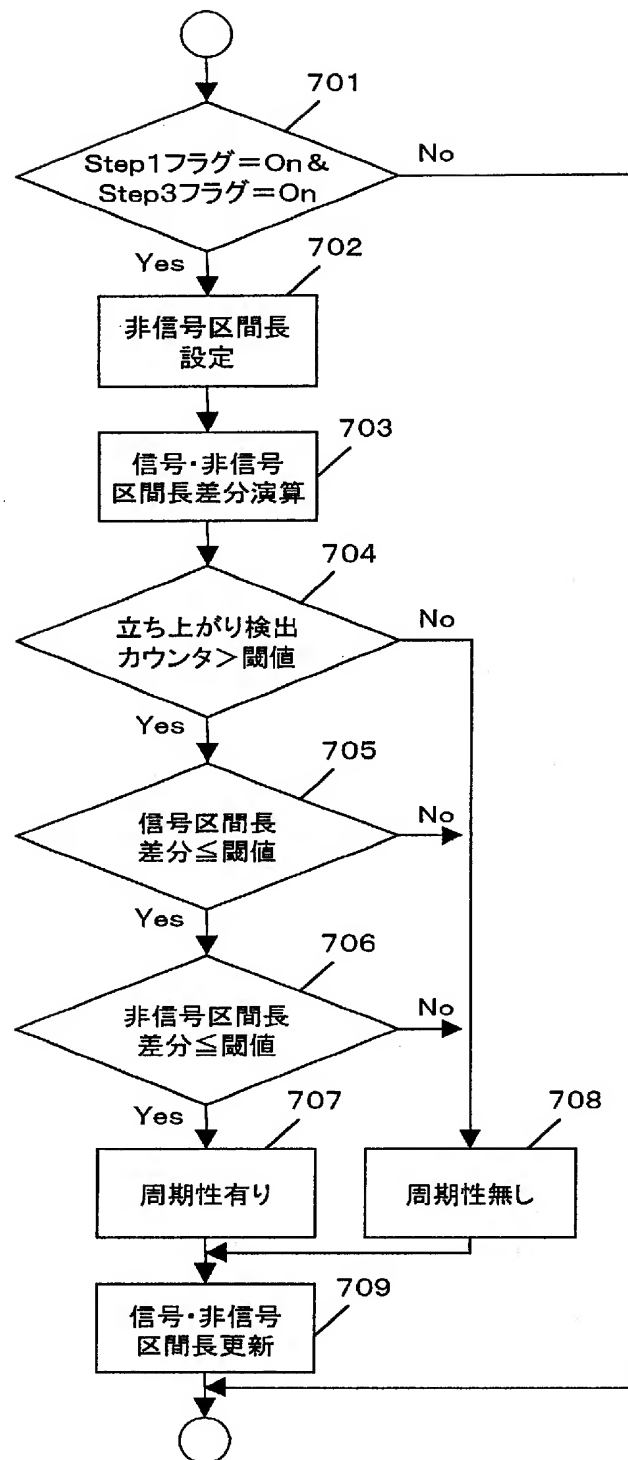 701
Step1フラグ=On &
Step3フラグ=On
No
Yes
702
非信号区間長
設定
703
信号・非信号
区間長差分演算
704
立ち上がり検出
カウンタ>閾値
No
Yes
705
信号区間長
差分≦閾値
No
Yes
706
非信号区間長
差分≦閾値
No
Yes
707
周期性有り
708
周期性無し
709
信号・非信号
区間長更新